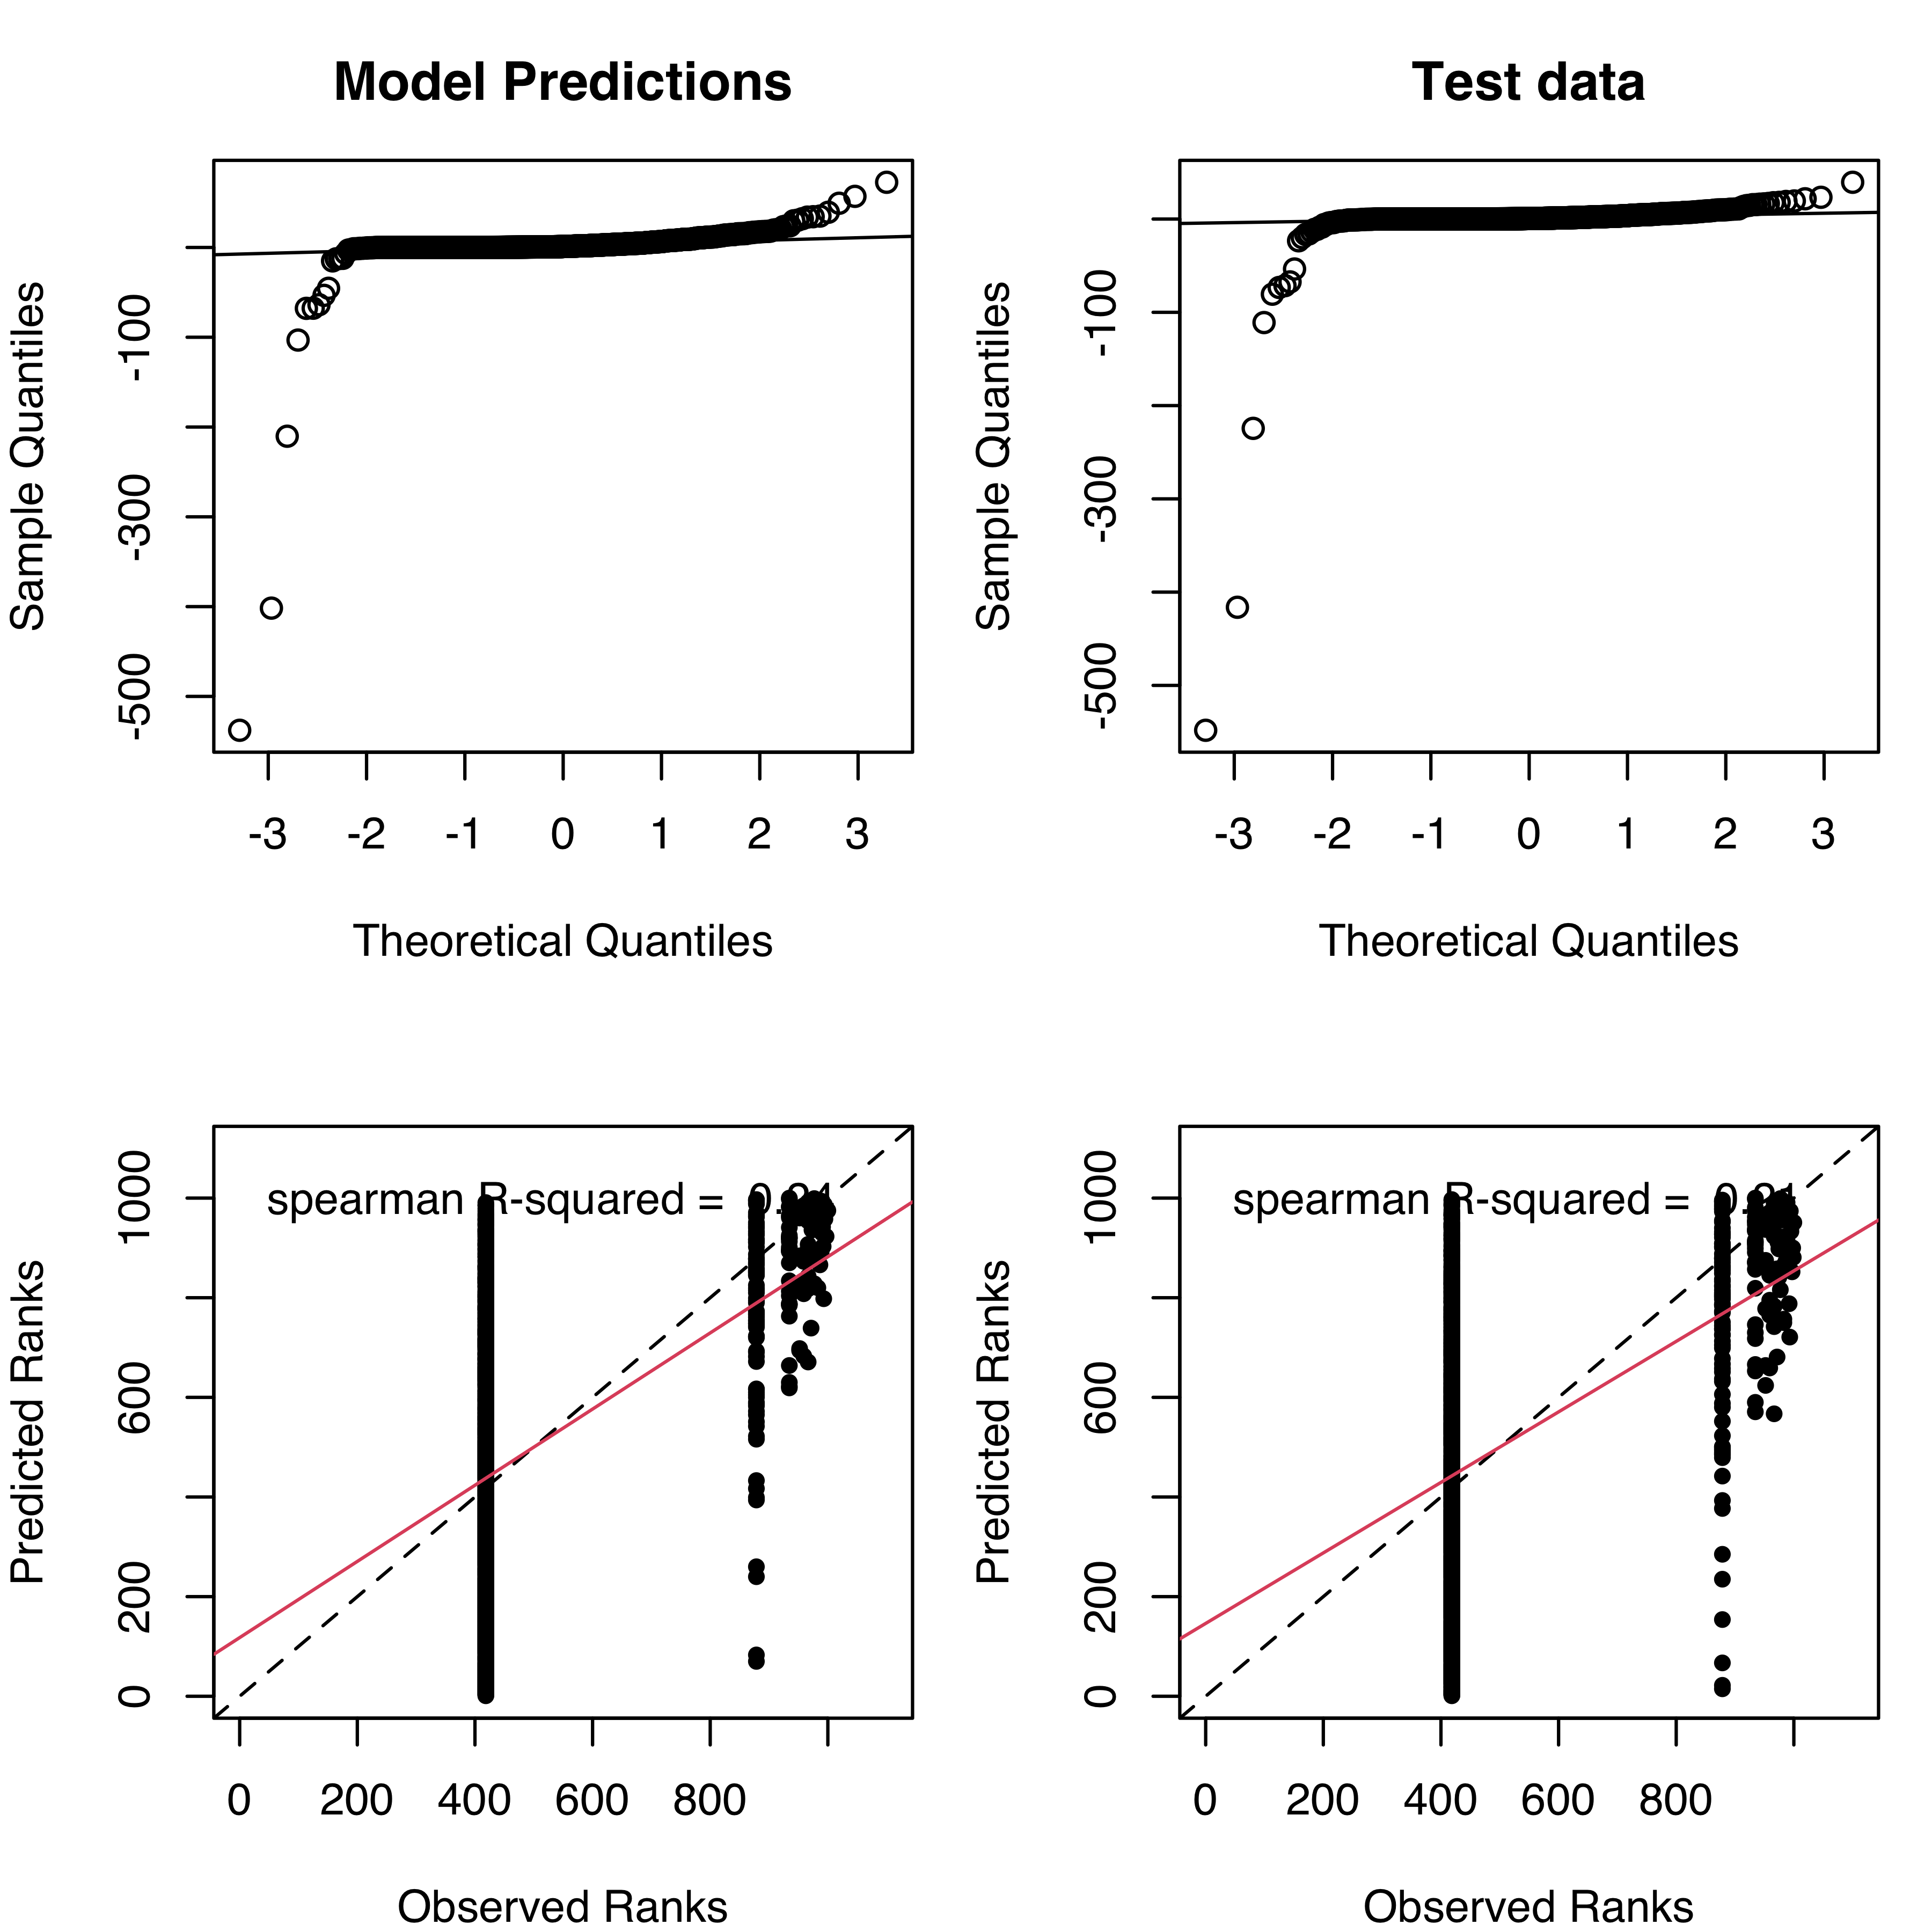 Model Predictions
Sample Quantiles
-100
-300
-500
-3 -2 -1 0 1 2 3
Theoretical Quantiles
Test data
Sample Quantiles
-100
-300
-500
-3 -2 -1 0 1 2 3
Theoretical Quantiles
spearman R-squared =
Predicted Ranks
1000
600
200
0
0 200 400 600 800
Observed Ranks
spearman R-squared =
Predicted Ranks
1000
600
200
0
0 200 400 600 800
Observed Ranks